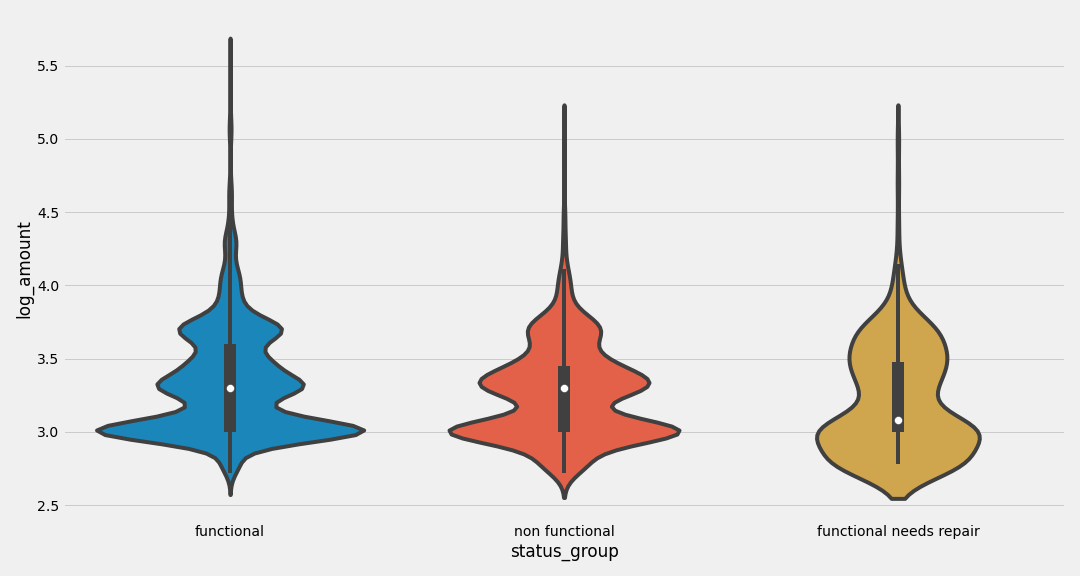 5.5
5.0
4.5
4.0
3.5
3.0
2.5
log_amount
functional
non functional
functional needs repair
status_group